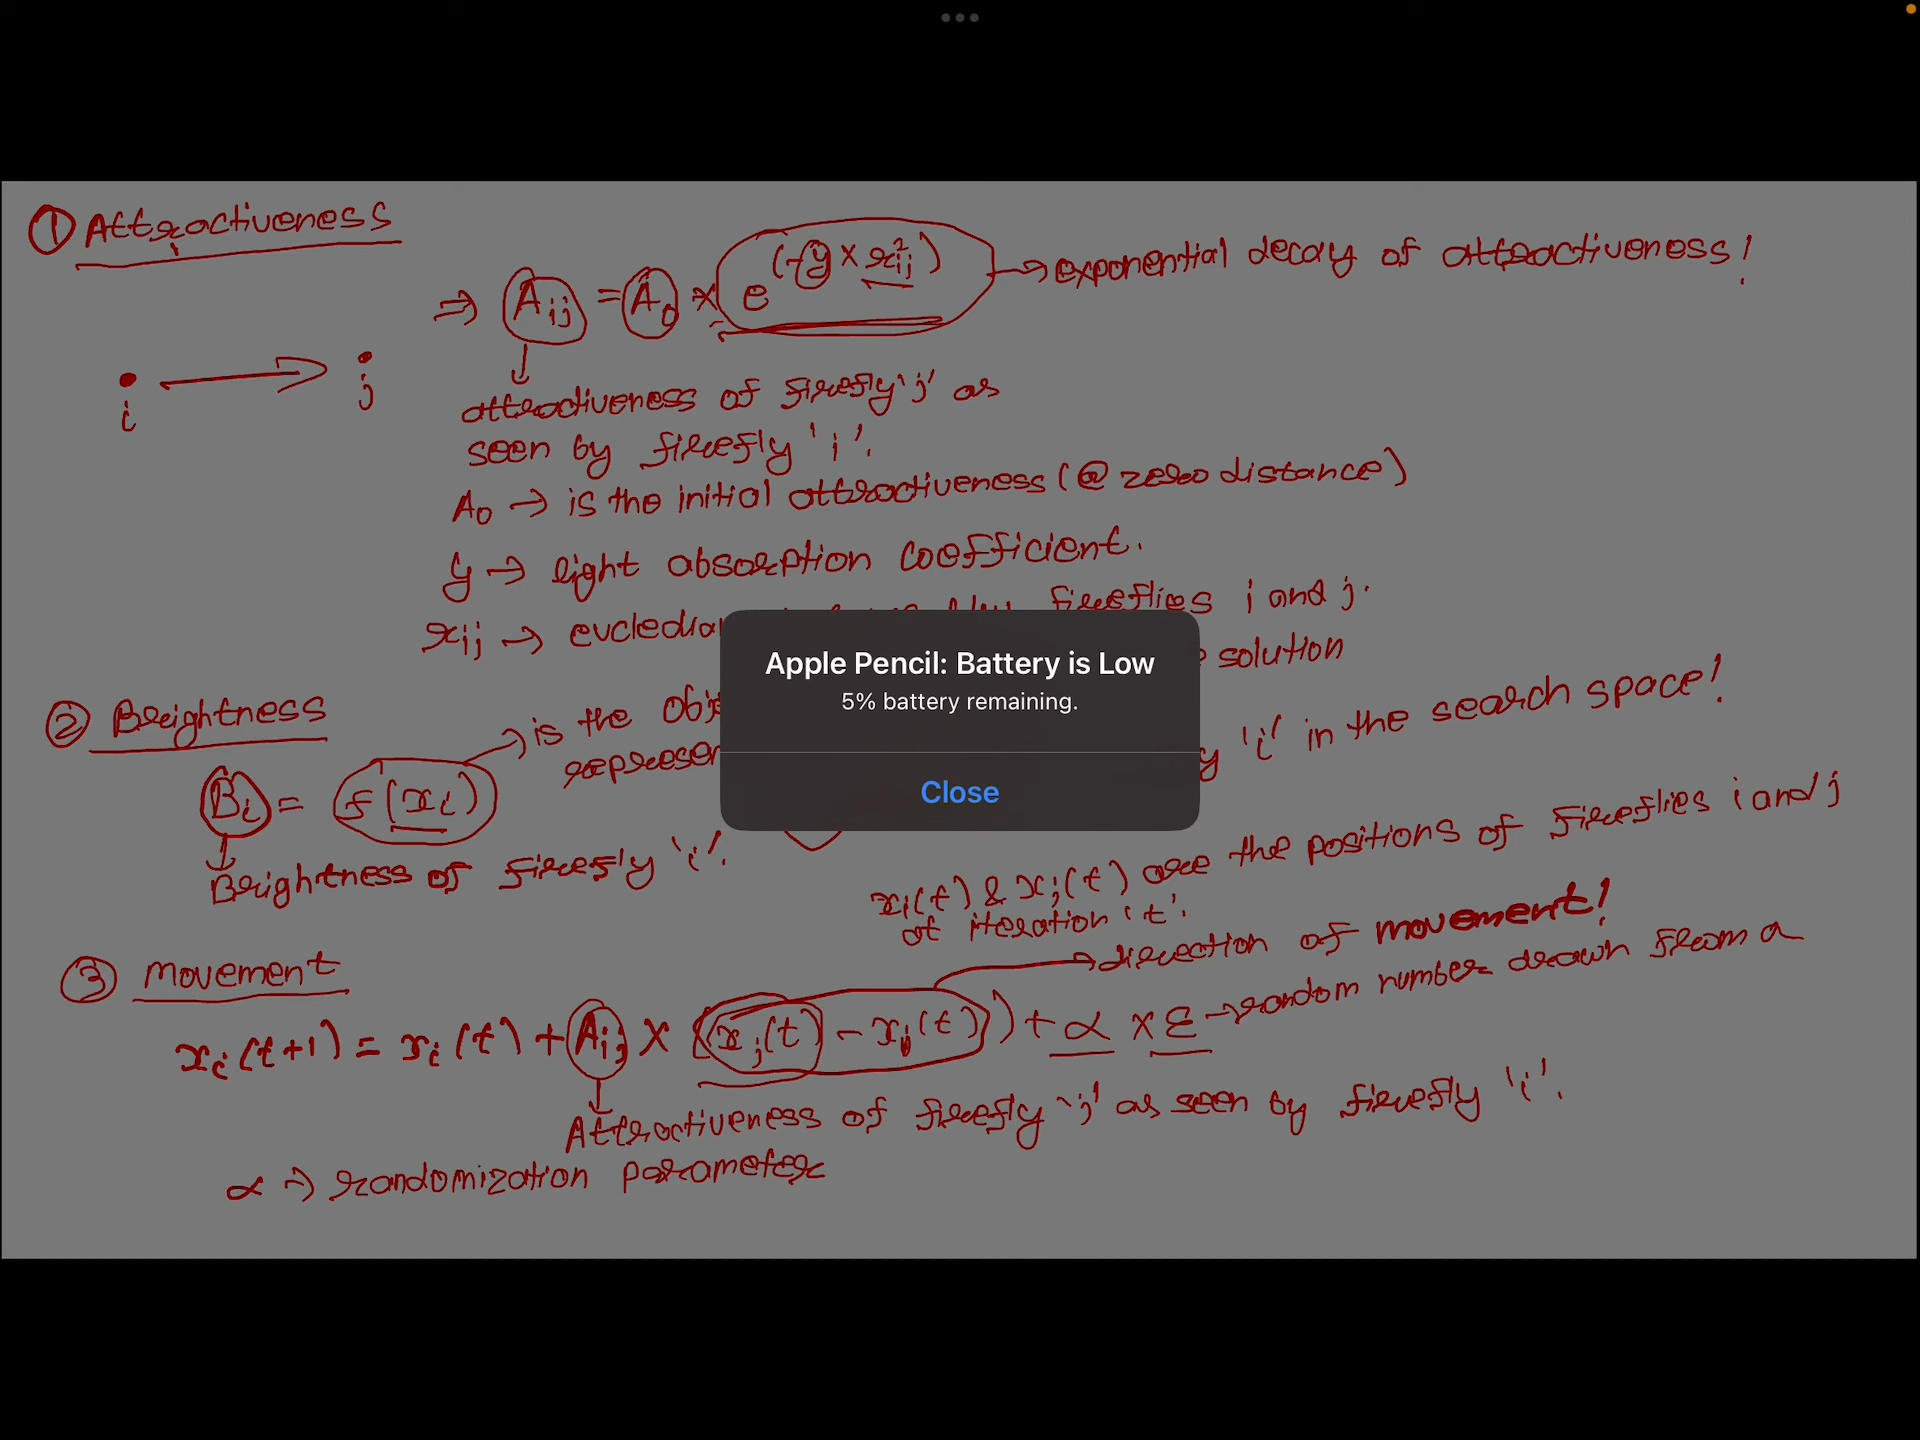 ① Attractiveness
⇒ Aij = A0 × e^(-y × rij²) → exponential decay of attractiveness!
i → j
attractiveness of firefly 'j' as
seen by firefly 'i'.
A0 → is the initial attractiveness (@ zero distance)
y → light absorption coefficient.
rij → eucledian fireflies i and j.
② Brightness
is the obje solution
represen y 'i' in the search space!
Bi = f(xi)
Brightness of firefly 'i'.
Apple Pencil: Battery is Low
5% battery remaining.
Close
xi(t) & xj(t) are the positions of fireflies i and j
at iteration 't'.
③ Movement
direction of movement!
xi(t+1) = xi(t) + Aij × (xj(t) - xi(t)) + α × ε → random number drawn from a
Attractiveness of firefly 'j' as seen by firefly 'i'.
α → randomization parameter